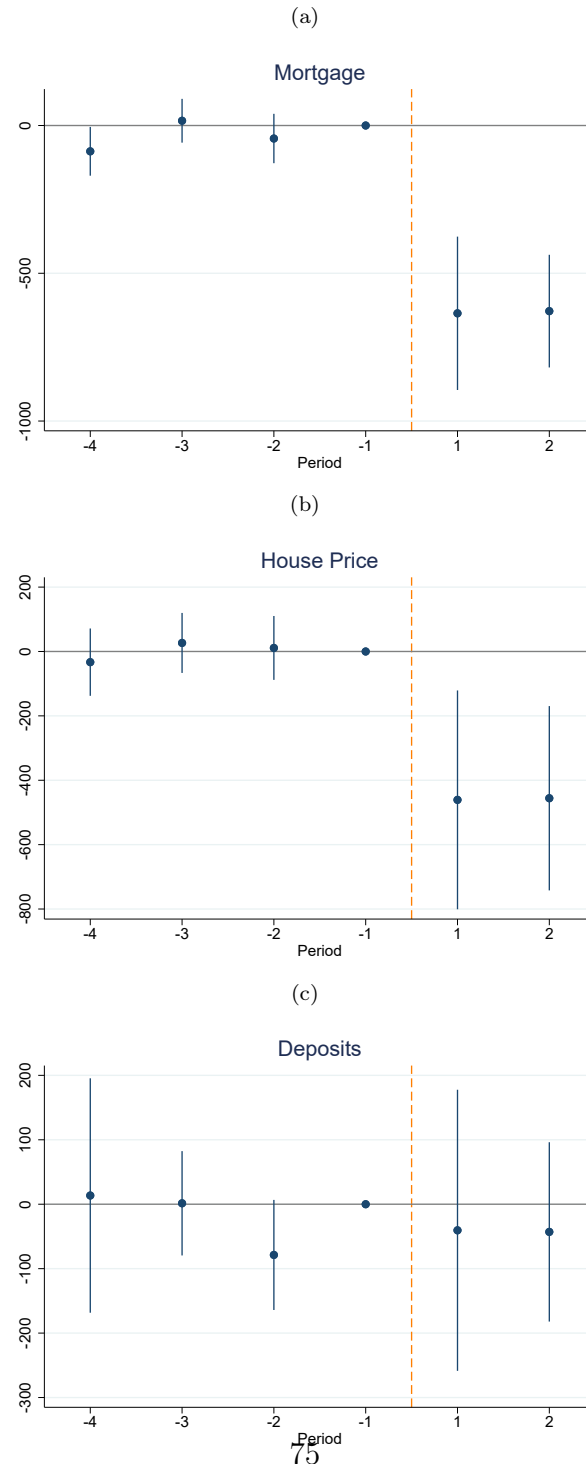 (a)
Mortgage
0
-500
-1000
-4 -3 -2 -1 1 2
Period
(b)
House Price
200
0
-200
-400
-600
-800
-4 -3 -2 -1 1 2
Period
(c)
Deposits
200
100
0
-100
-200
-300
-4 -3 -2 -1 1 2
Period
75